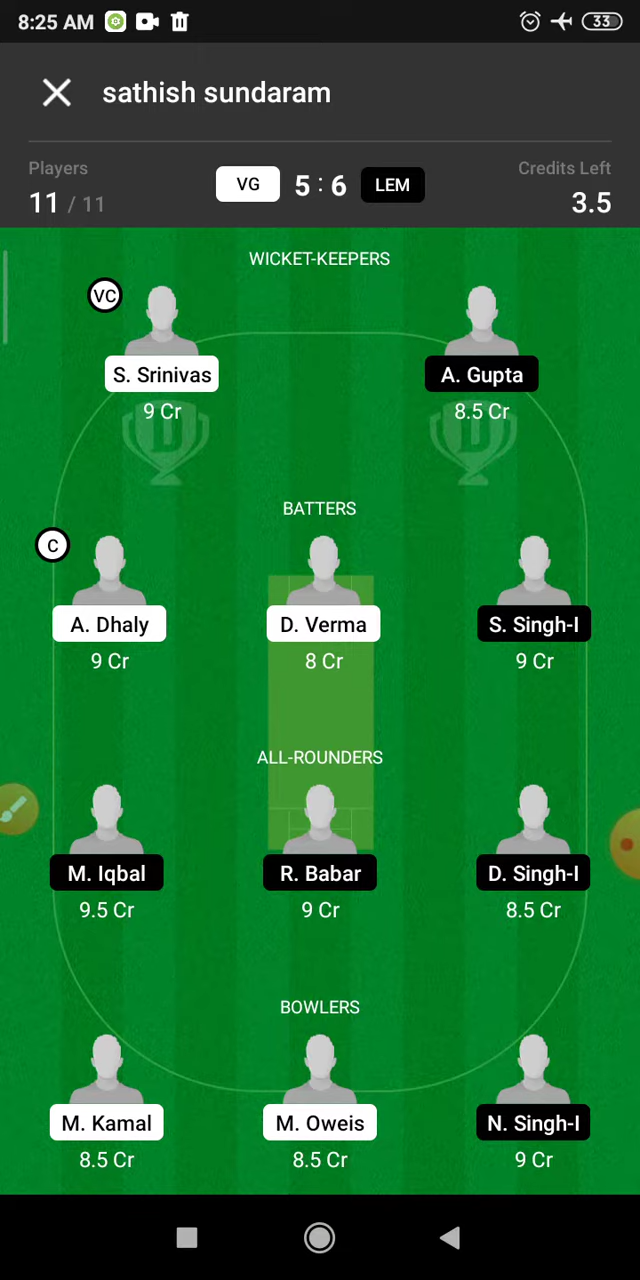 8:25 AM
33
sathish sundaram
Players
Credits Left
11 / 11
VG 5 : 6 LEM
3.5
WICKET-KEEPERS
VC
S. Srinivas A. Gupta
9 Cr 8.5 Cr
BATTERS
C
A. Dhaly D. Verma S. Singh-I
9 Cr 8 Cr 9 Cr
ALL-ROUNDERS
M. Iqbal R. Babar D. Singh-I
9.5 Cr 9 Cr 8.5 Cr
BOWLERS
M. Kamal M. Oweis N. Singh-I
8.5 Cr 8.5 Cr 9 Cr